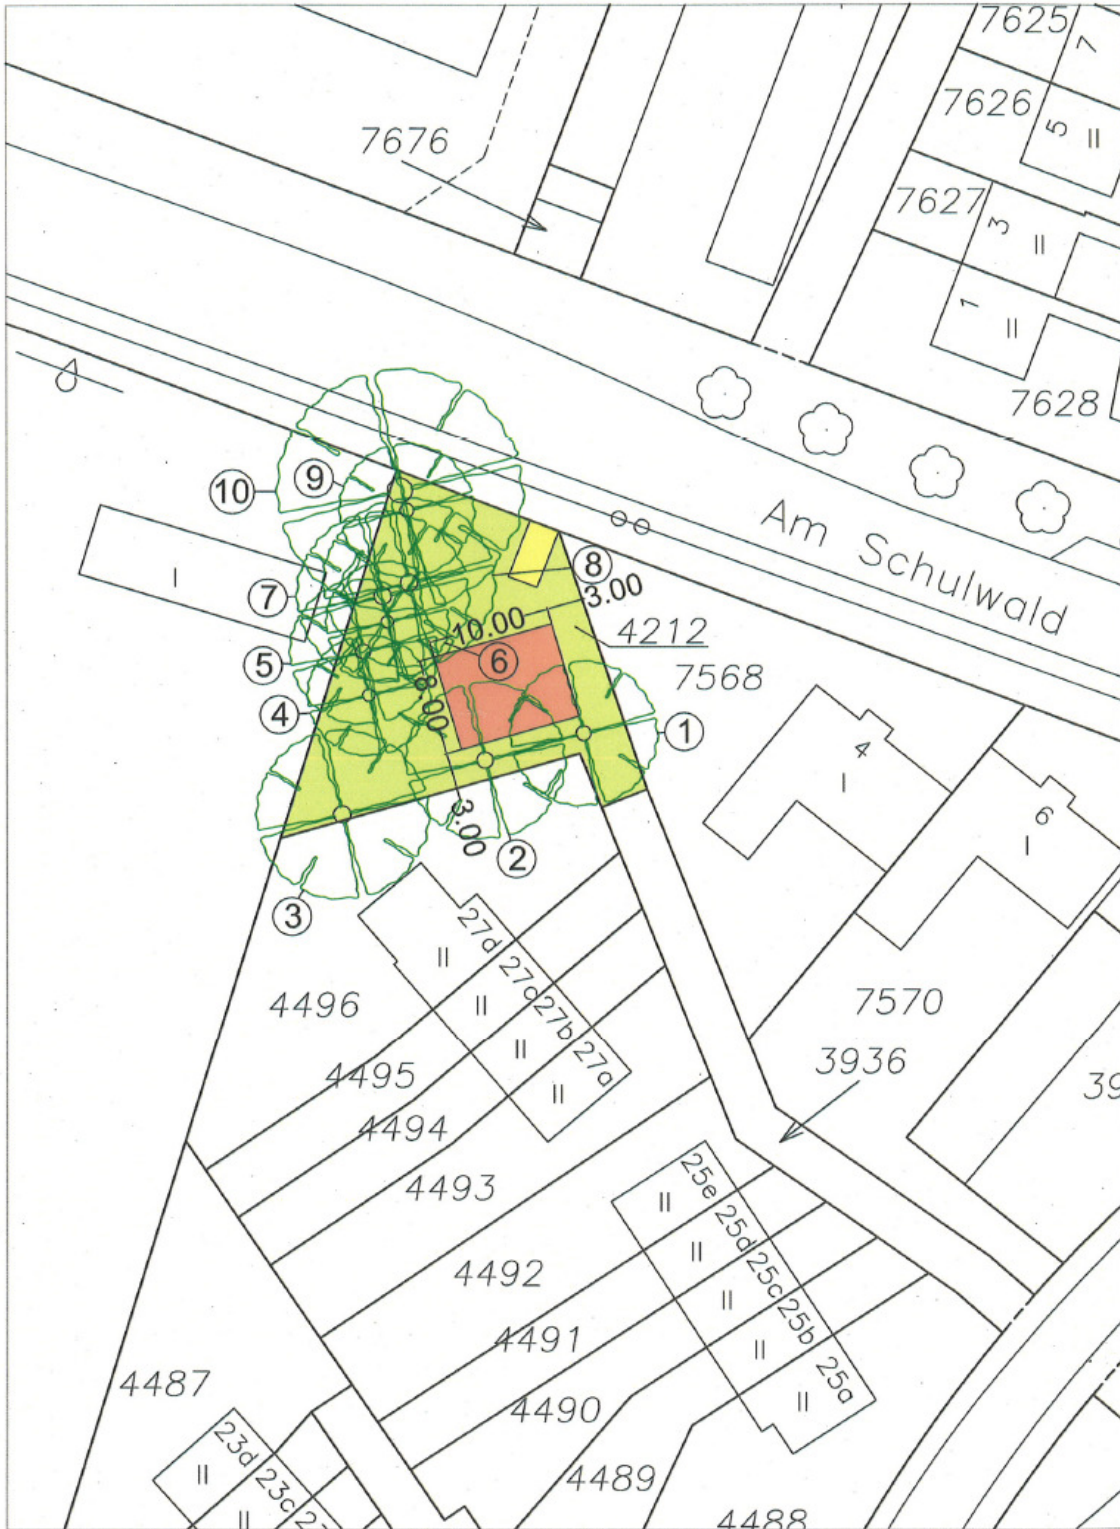 7625
7
7626
5
II
7676
7627
3
II
1
II
7628
9
10
Am Schulwald
I
7
8
3.00
10.00
4212
6
5
7568
4
8.00
1
4
I
6
I
3.00
2
3
27d
II
27c
II
27b
II
27a
II
4496
7570
3936
4495
39
4494
4493
25e
II
25d
II
25c
II
25b
II
25a
II
4492
4491
4487
4490
23d
II
23c
II
4489
4488